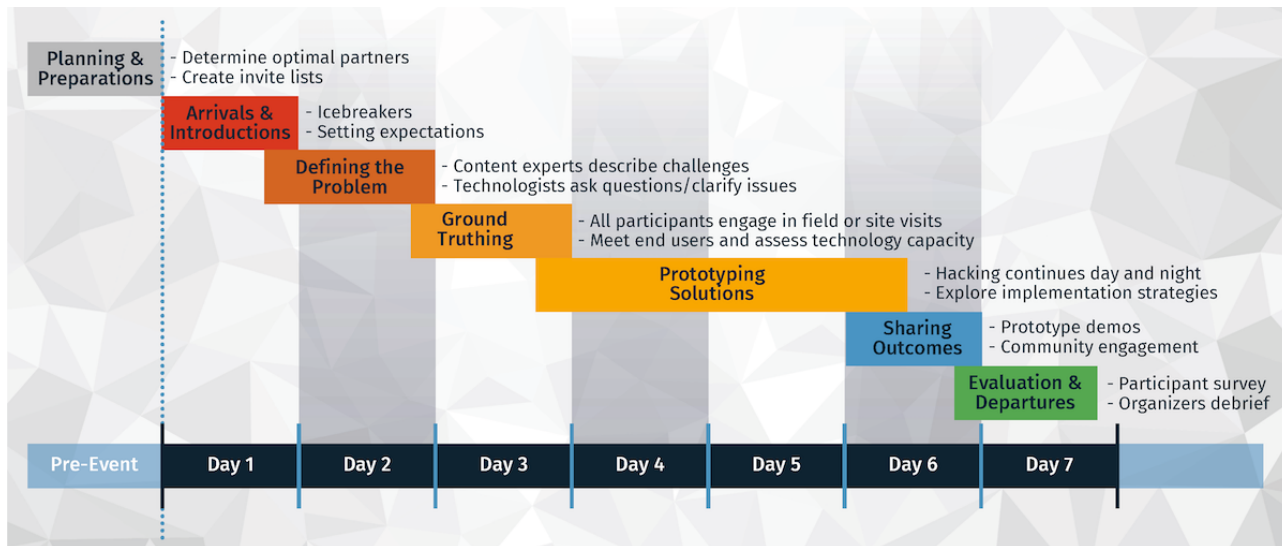 Planning &
Preparations
- Determine optimal partners
- Create invite lists
Arrivals &
Introductions
- Icebreakers
- Setting expectations
Defining the
Problem
- Content experts describe challenges
- Technologists ask questions/clarify issues
Ground
Truthing
- All participants engage in field or site visits
- Meet end users and assess technology capacity
Prototyping
Solutions
- Hacking continues day and night
- Explore implementation strategies
Sharing
Outcomes
- Prototype demos
- Community engagement
Evaluation &
Departures
- Participant survey
- Organizers debrief
Pre-Event
Day 1
Day 2
Day 3
Day 4
Day 5
Day 6
Day 7